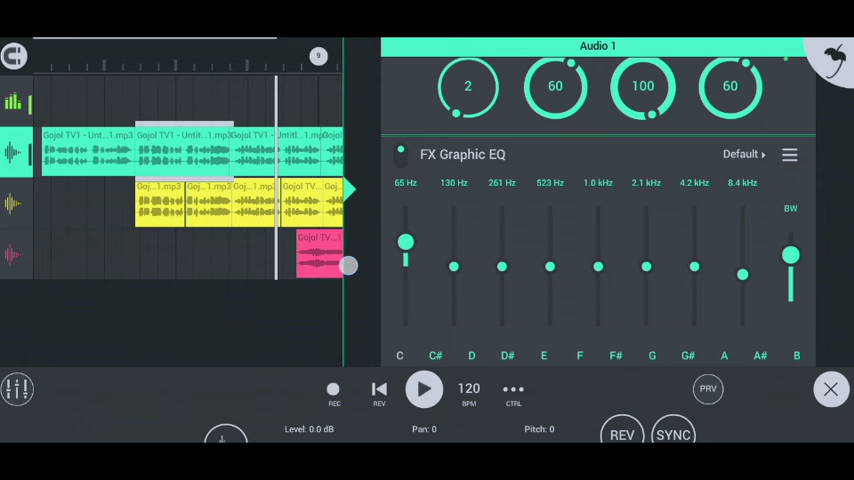 Audio 1
9
2 60 100 60
Gojol TV1 - Unt...1.mp3 Gojol TV1 - Unt...1.mp3 Gojol TV1 - Untitl...1.mp3
FX Graphic EQ Default
Goj...1.mp3 Goj...1.mp3 Goj...1.mp3 Gojol TV... Goj...
65 Hz 130 Hz 261 Hz 523 Hz 1.0 kHz 2.1 kHz 4.2 kHz 8.4 kHz
BW
Gojol TV...1
C C# D D# E F F# G G# A A# B
120 PRV
REC REV BPM CTRL
Level: 0.0 dB Pan: 0 Pitch: 0 REV SYNC